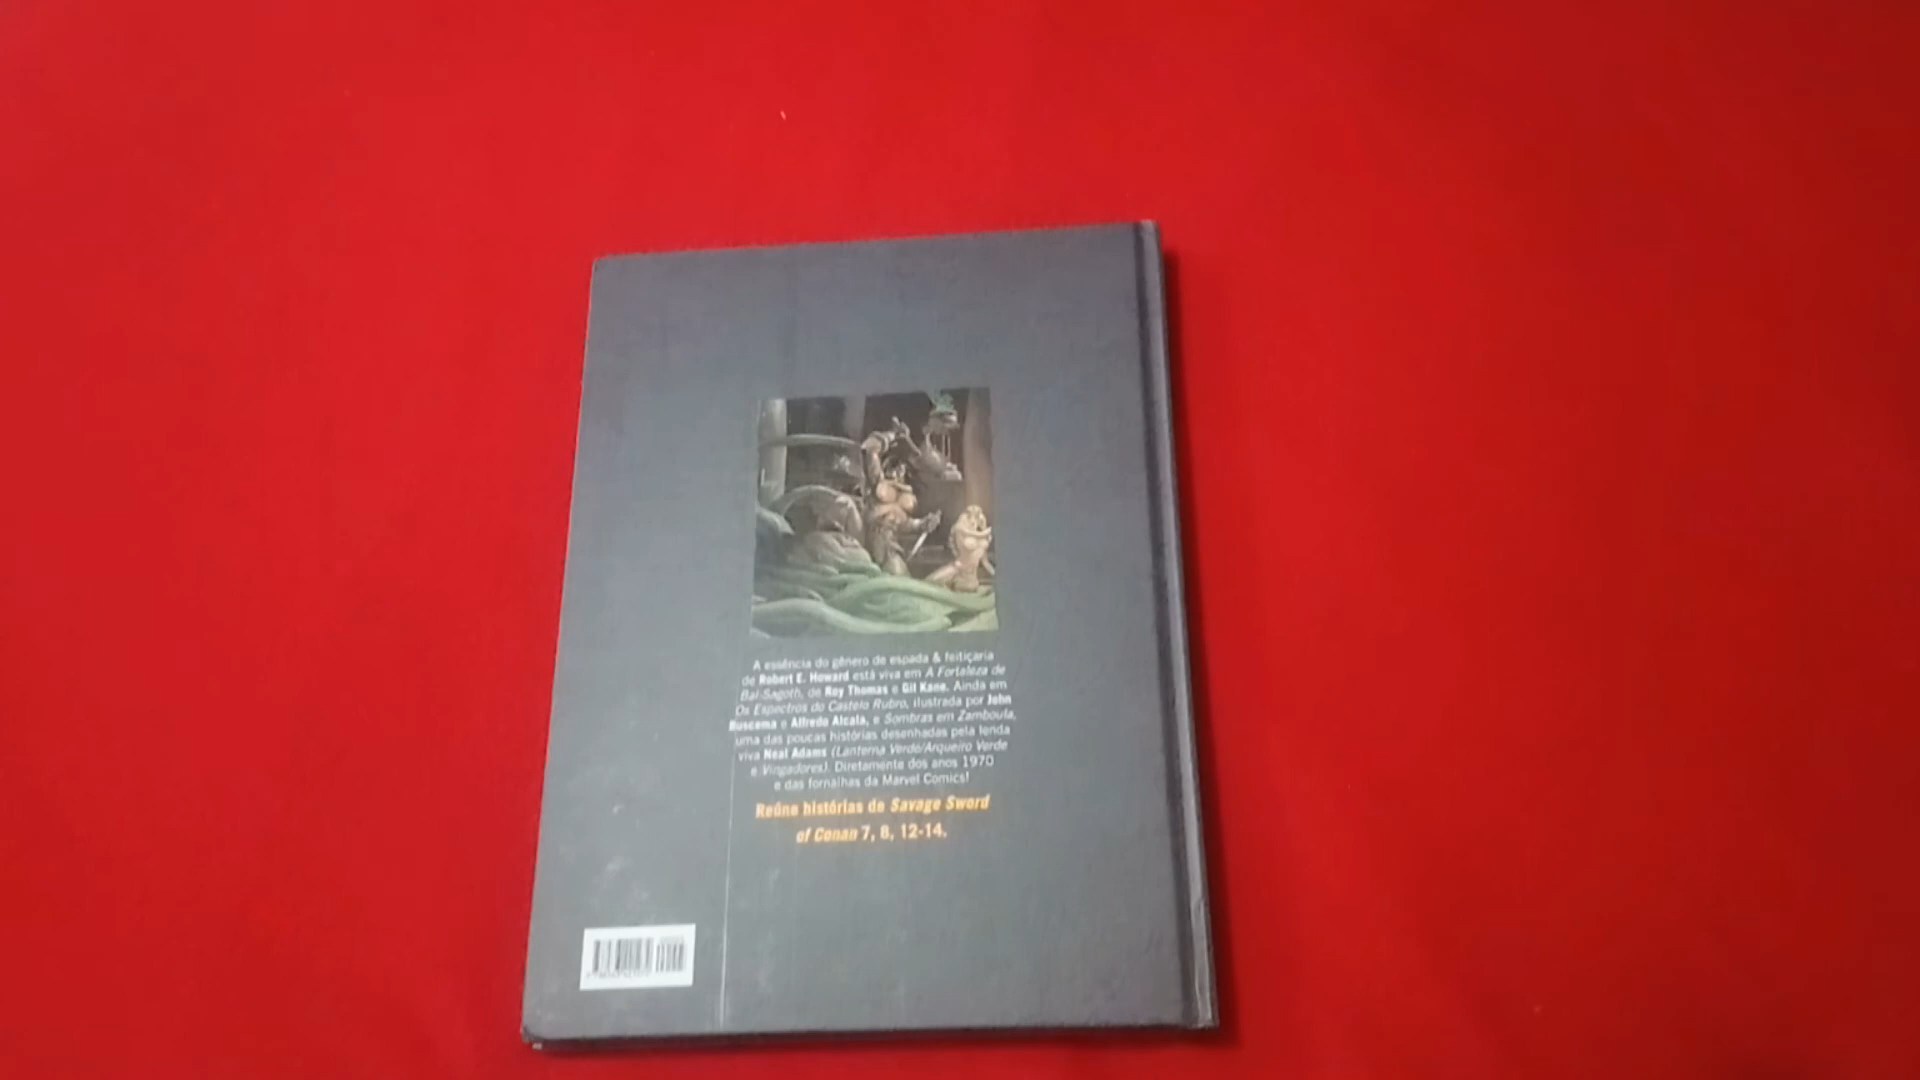 A essência do gênero de espada & feitiçaria
de Robert E. Howard está viva em A Fortaleza de
Bal-Sagoth, de Roy Thomas e Gil Kane. Ainda em
Os Espectros do Castelo Rubro, ilustrada por John
Buscema e Alfredo Alcala, e Sombras em Zamboula,
uma das poucas histórias desenhadas pela lenda
viva Neal Adams (Lanterna Verde/Arqueiro Verde
e Vingadores). Diretamente dos anos 1970
e das fornalhas da Marvel Comics!
Reúne histórias de Savage Sword
of Conan 7, 8, 12-14.